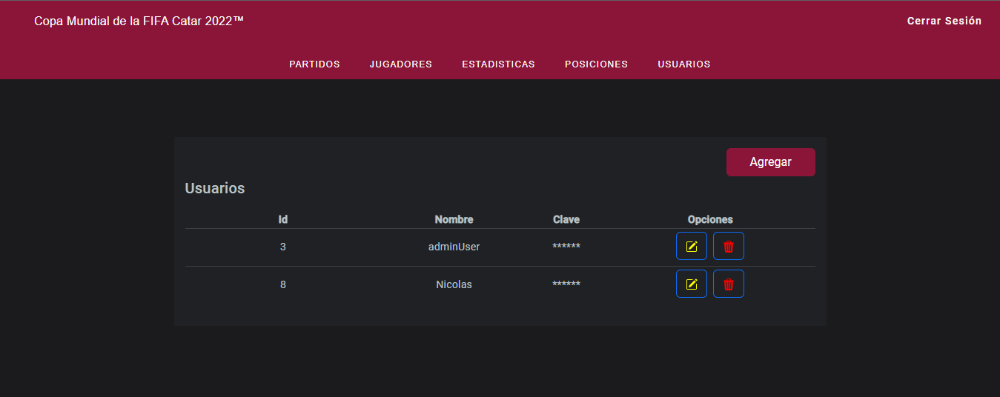 Copa Mundial de la FIFA Catar 2022™ Cerrar Sesión
PARTIDOS JUGADORES ESTADISTICAS POSICIONES USUARIOS
Agregar
Usuarios
Id Nombre Clave Opciones
3 adminUser ******
8 Nicolas ******